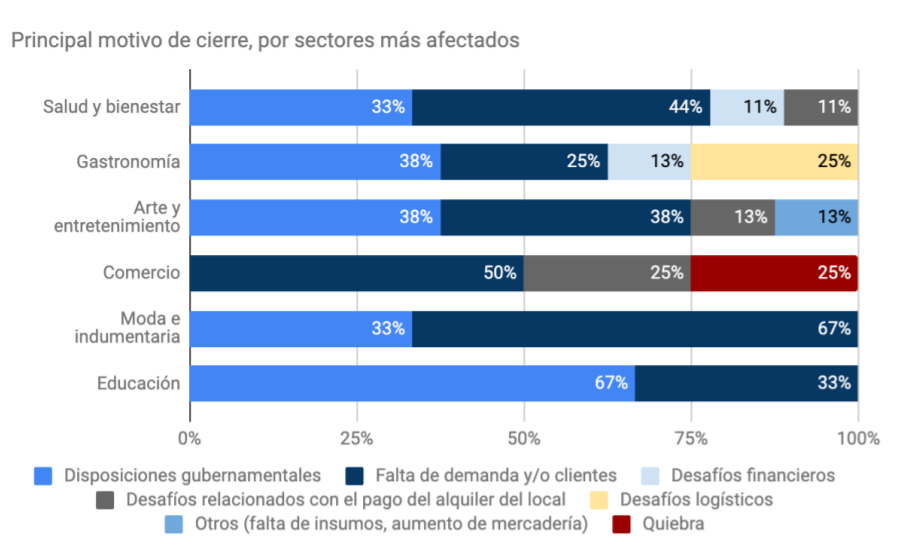 Principal motivo de cierre, por sectores más afectados
Salud y bienestar 33% 44% 11% 11%
Gastronomía 38% 25% 13% 25%
Arte y
entretenimiento 38% 38% 13% 13%
Comercio 50% 25% 25%
Moda e
indumentaria 33% 67%
Educación 67% 33%
0% 25% 50% 75% 100%
Disposiciones gubernamentales Falta de demanda y/o clientes Desafíos financieros
Desafíos relacionados con el pago del alquiler del local Desafíos logísticos
Otros (falta de insumos, aumento de mercadería) Quiebra